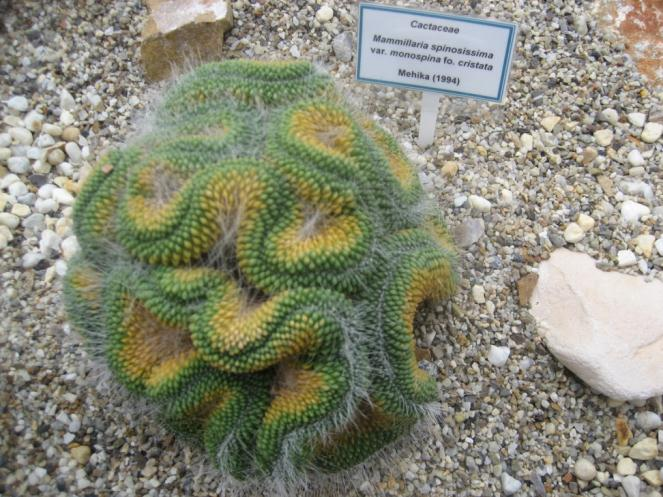 Cactaceae
Mammillaria spinosissima
var. monospina fo. cristata
Mehika (1994)